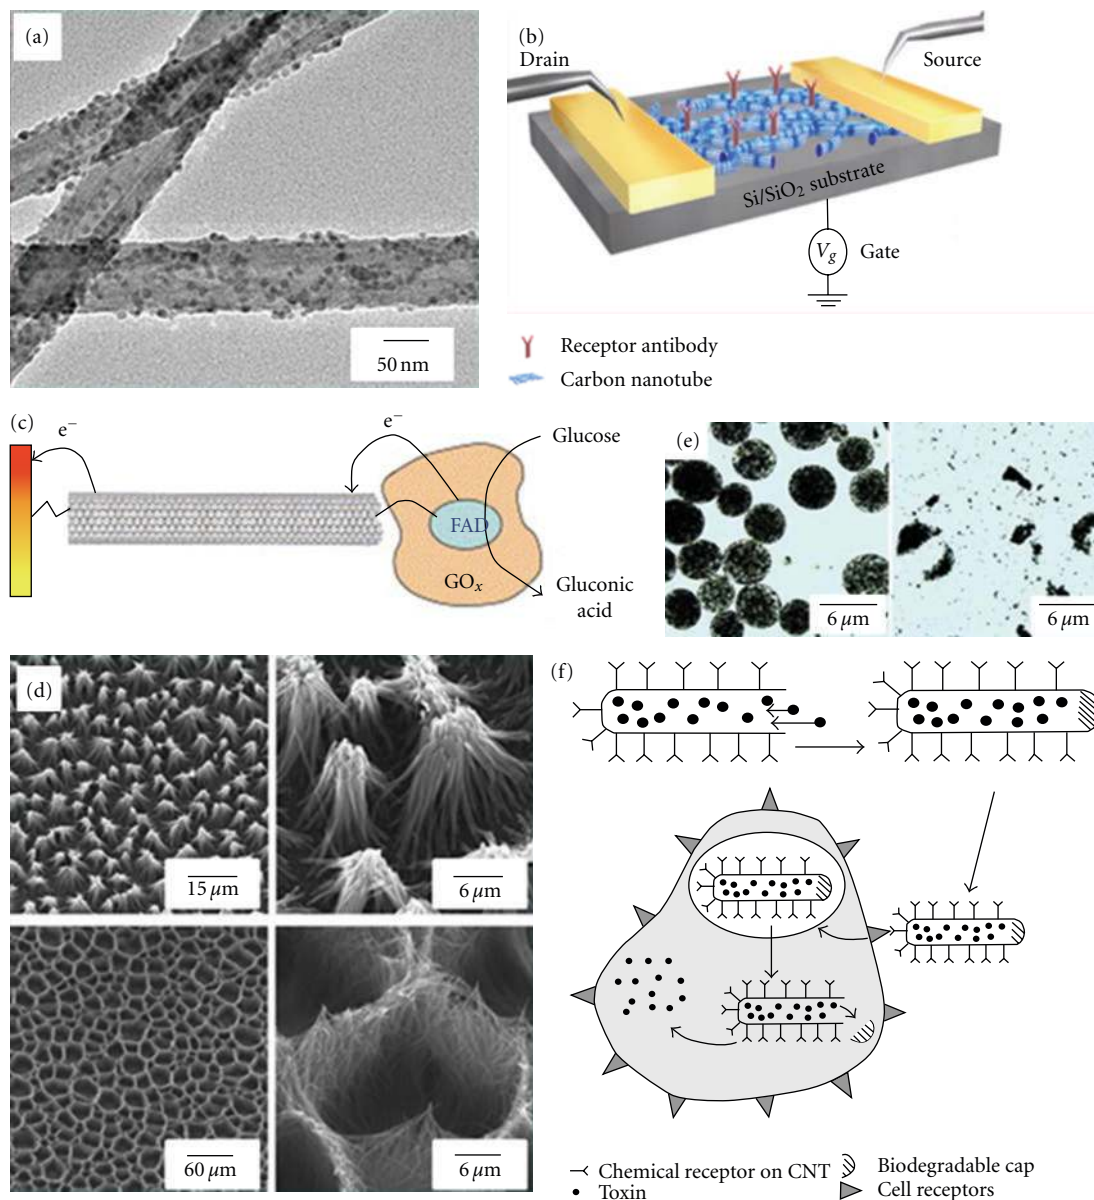 (a)
50 nm
(b)
Drain
Source
Si/SiO₂ substrate
V_g
Gate
Receptor antibody
Carbon nanotube
(c)
e⁻
e⁻
Glucose
FAD
GOₓ
Gluconic
acid
(e)
6 μm
6 μm
(d)
15 μm
6 μm
60 μm
6 μm
(f)
Chemical receptor on CNT
Toxin
Biodegradable cap
Cell receptors